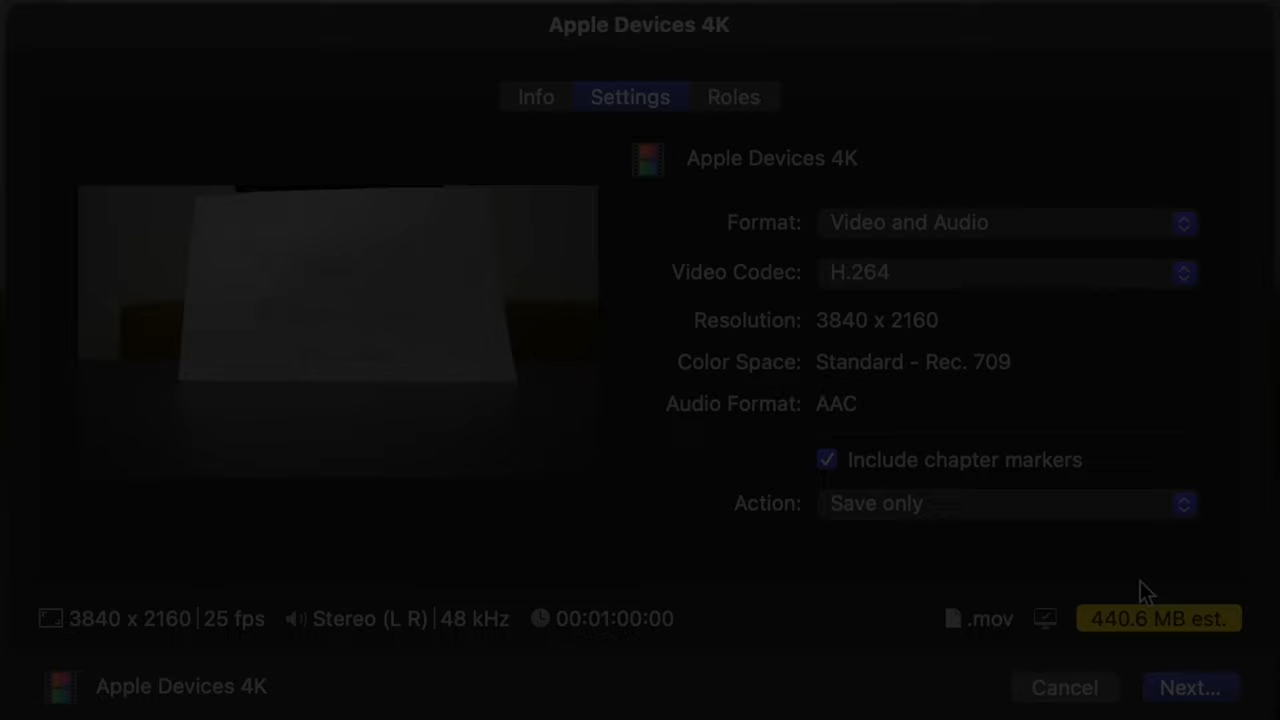 Apple Devices 4K
Info Settings Roles
Apple Devices 4K
Format: Video and Audio
Video Codec: H.264
Resolution: 3840 x 2160
Color Space: Standard - Rec. 709
Audio Format: AAC
Include chapter markers
Action: Save only
3840 x 2160 | 25 fps Stereo (L R) | 48 kHz 00:01:00:00 .mov 440.6 MB est.
Apple Devices 4K Cancel Next...